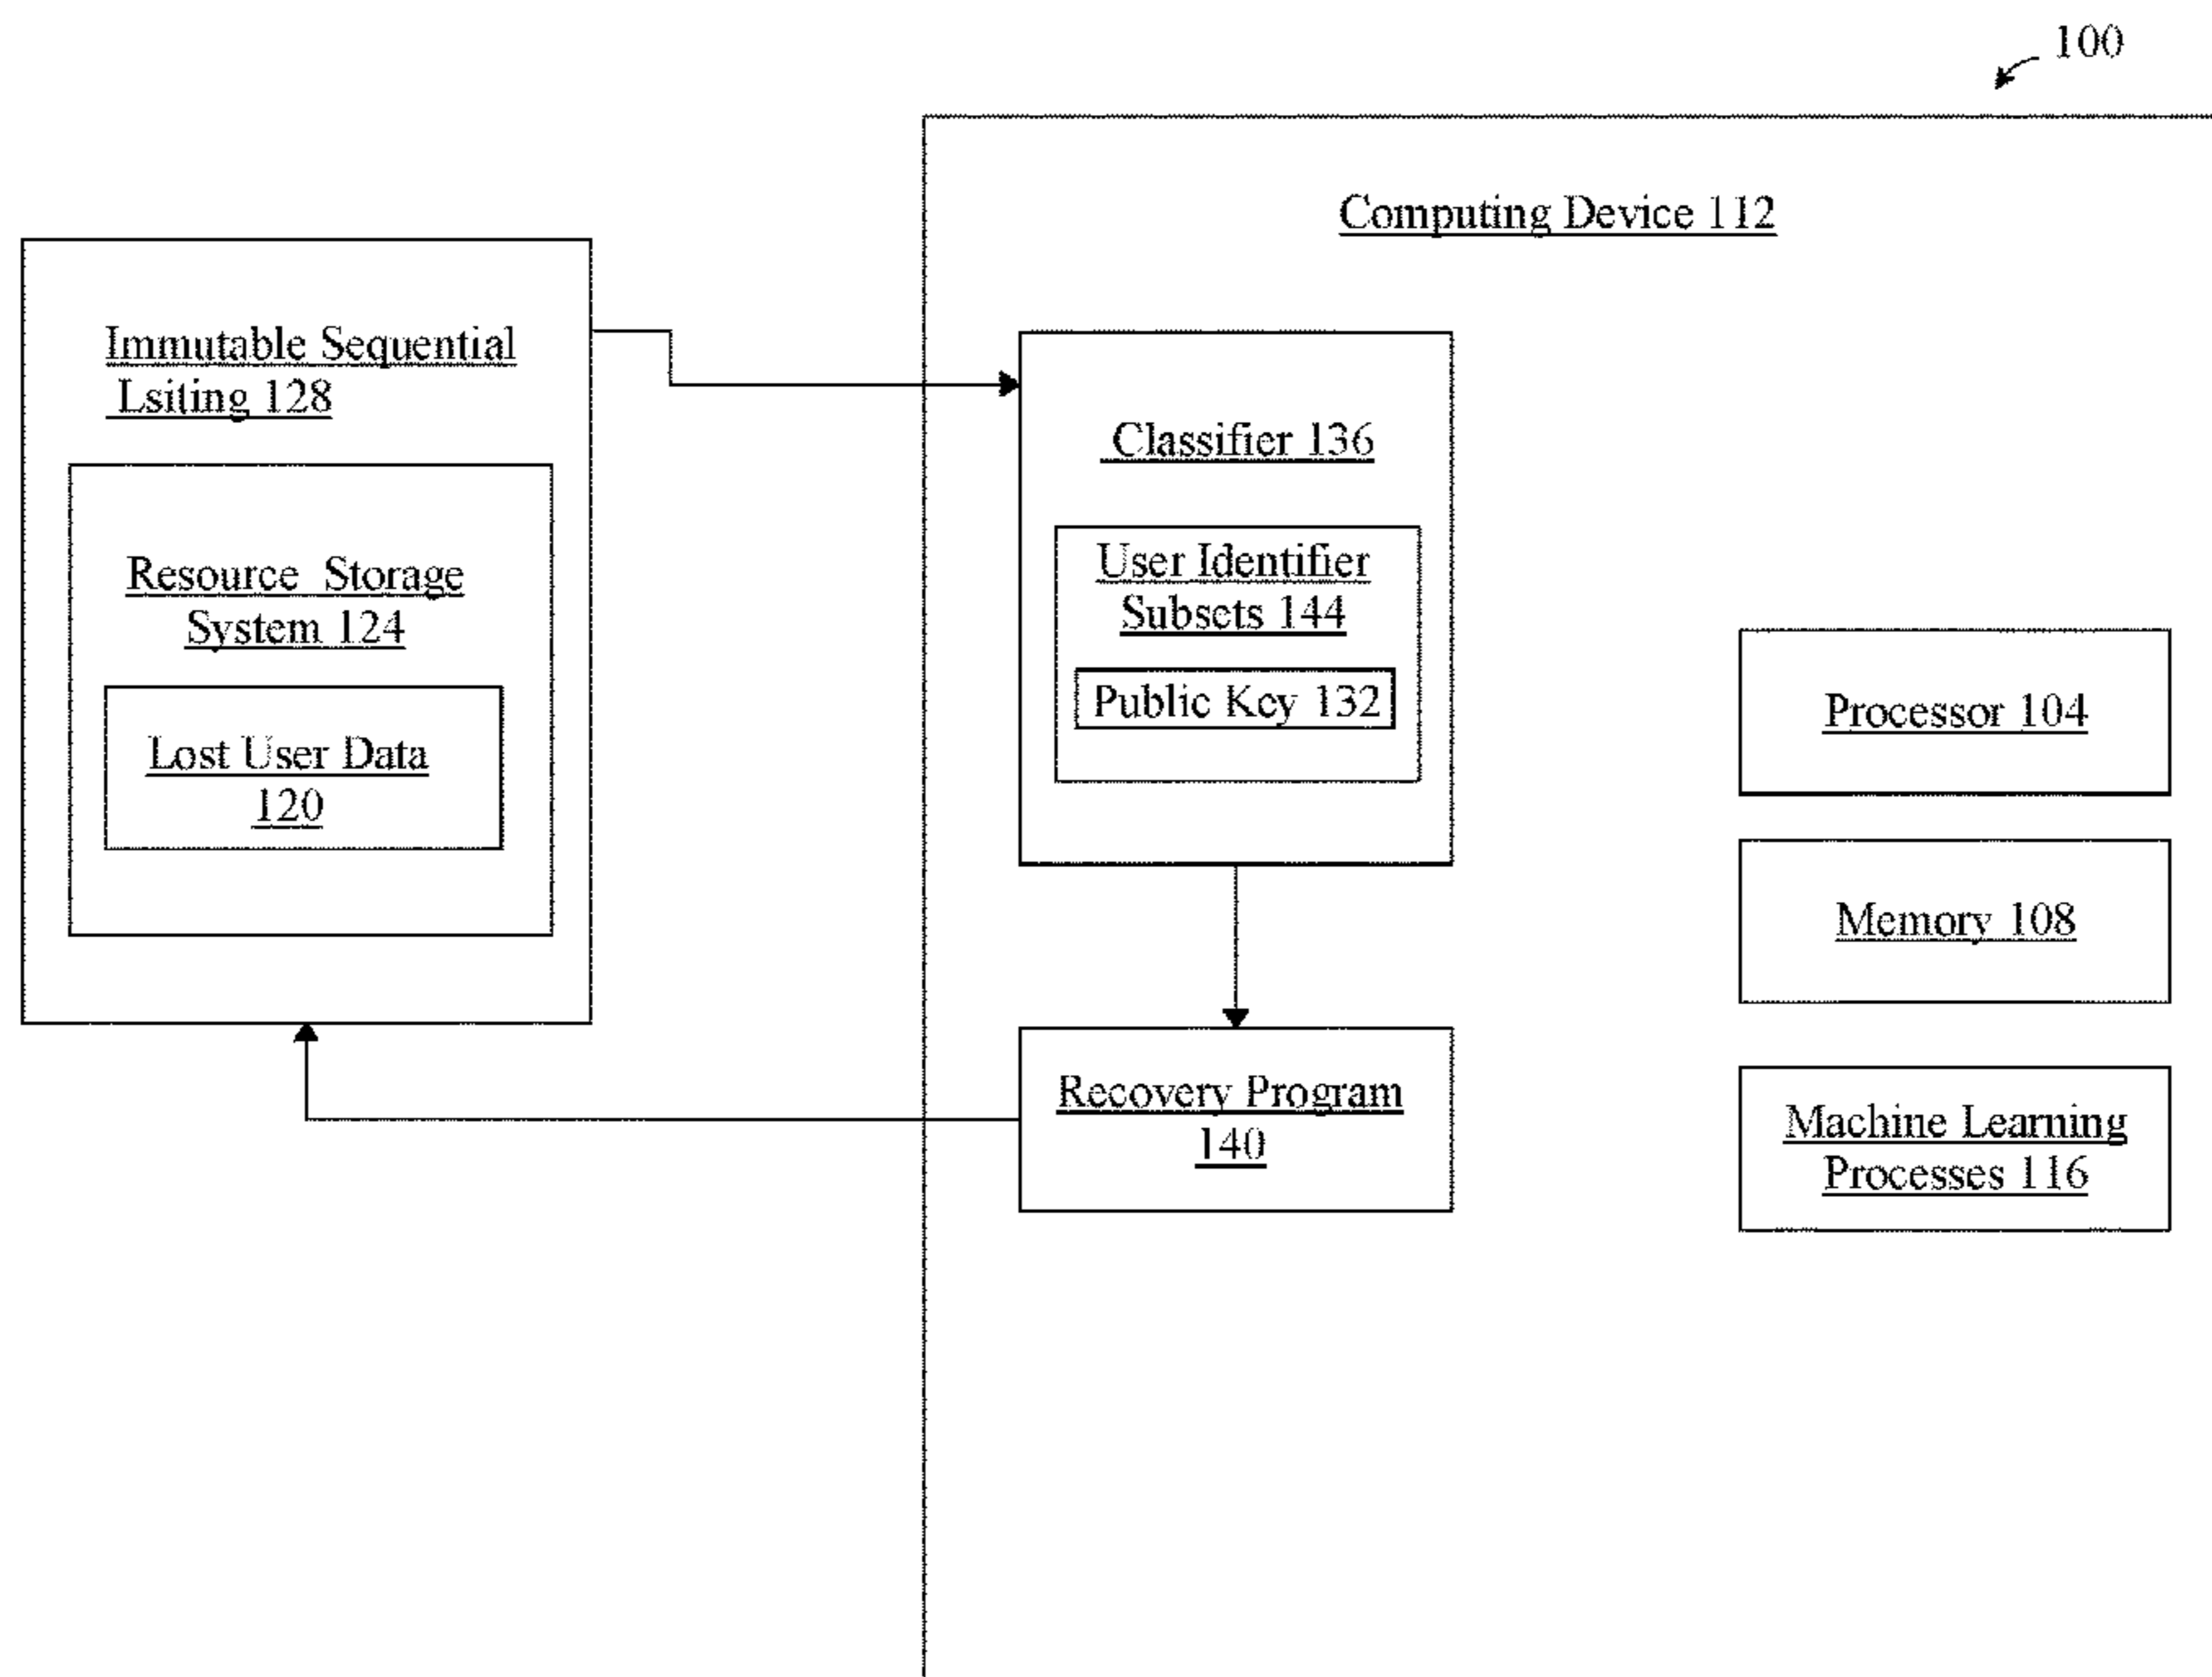 100
Computing Device 112
Immutable Sequential
Lsiting 128
Resource Storage
System 124
Lost User Data
120
Classifier 136
User Identifier
Subsets 144
Public Key 132
Recovery Program
140
Processor 104
Memory 108
Machine Learning
Processes 116